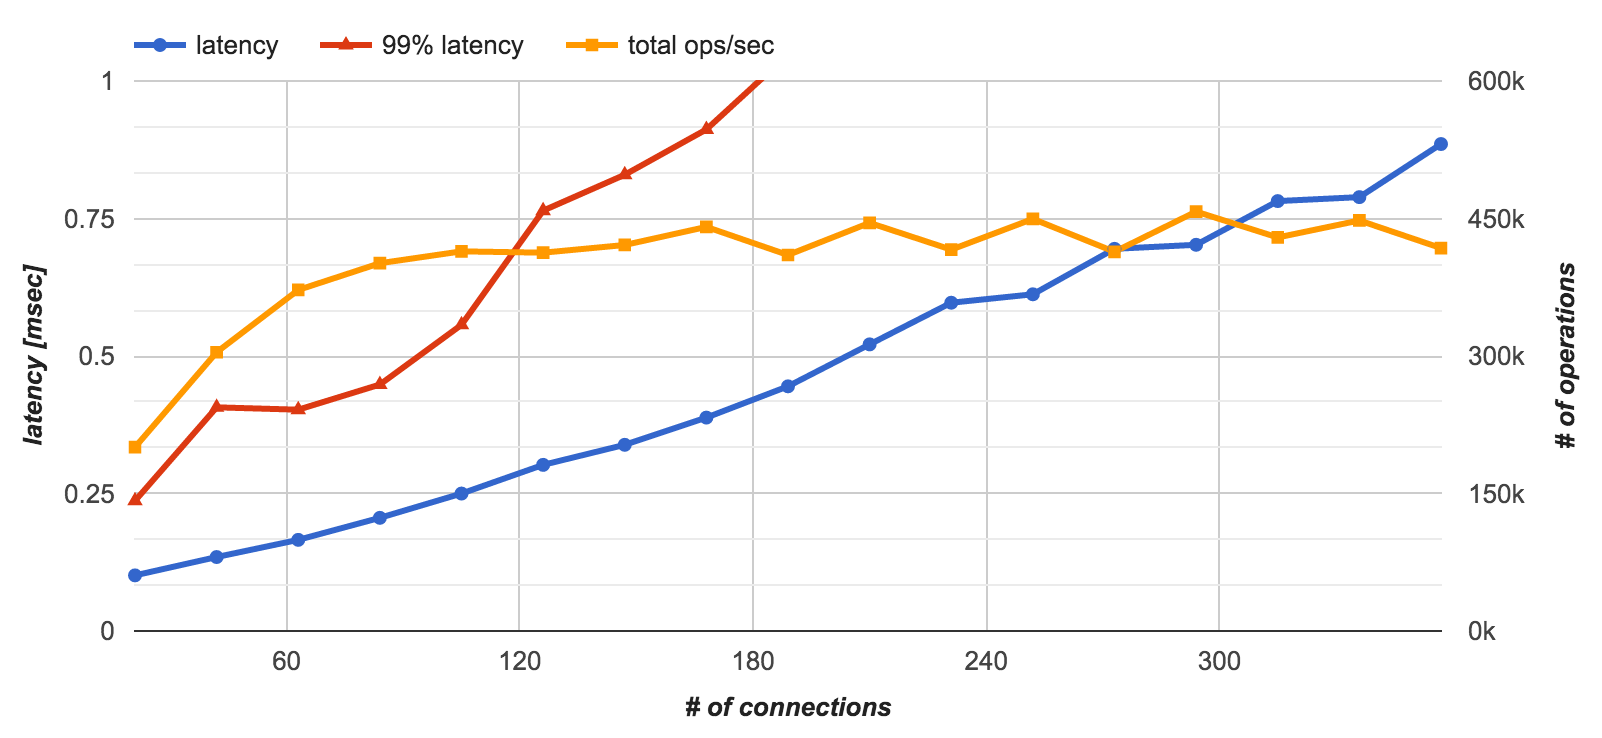 latency 99% latency total ops/sec
1 600k
0.75 450k
0.5 300k
0.25 150k
0 0k
latency [msec]
# of operations
60 120 180 240 300
# of connections